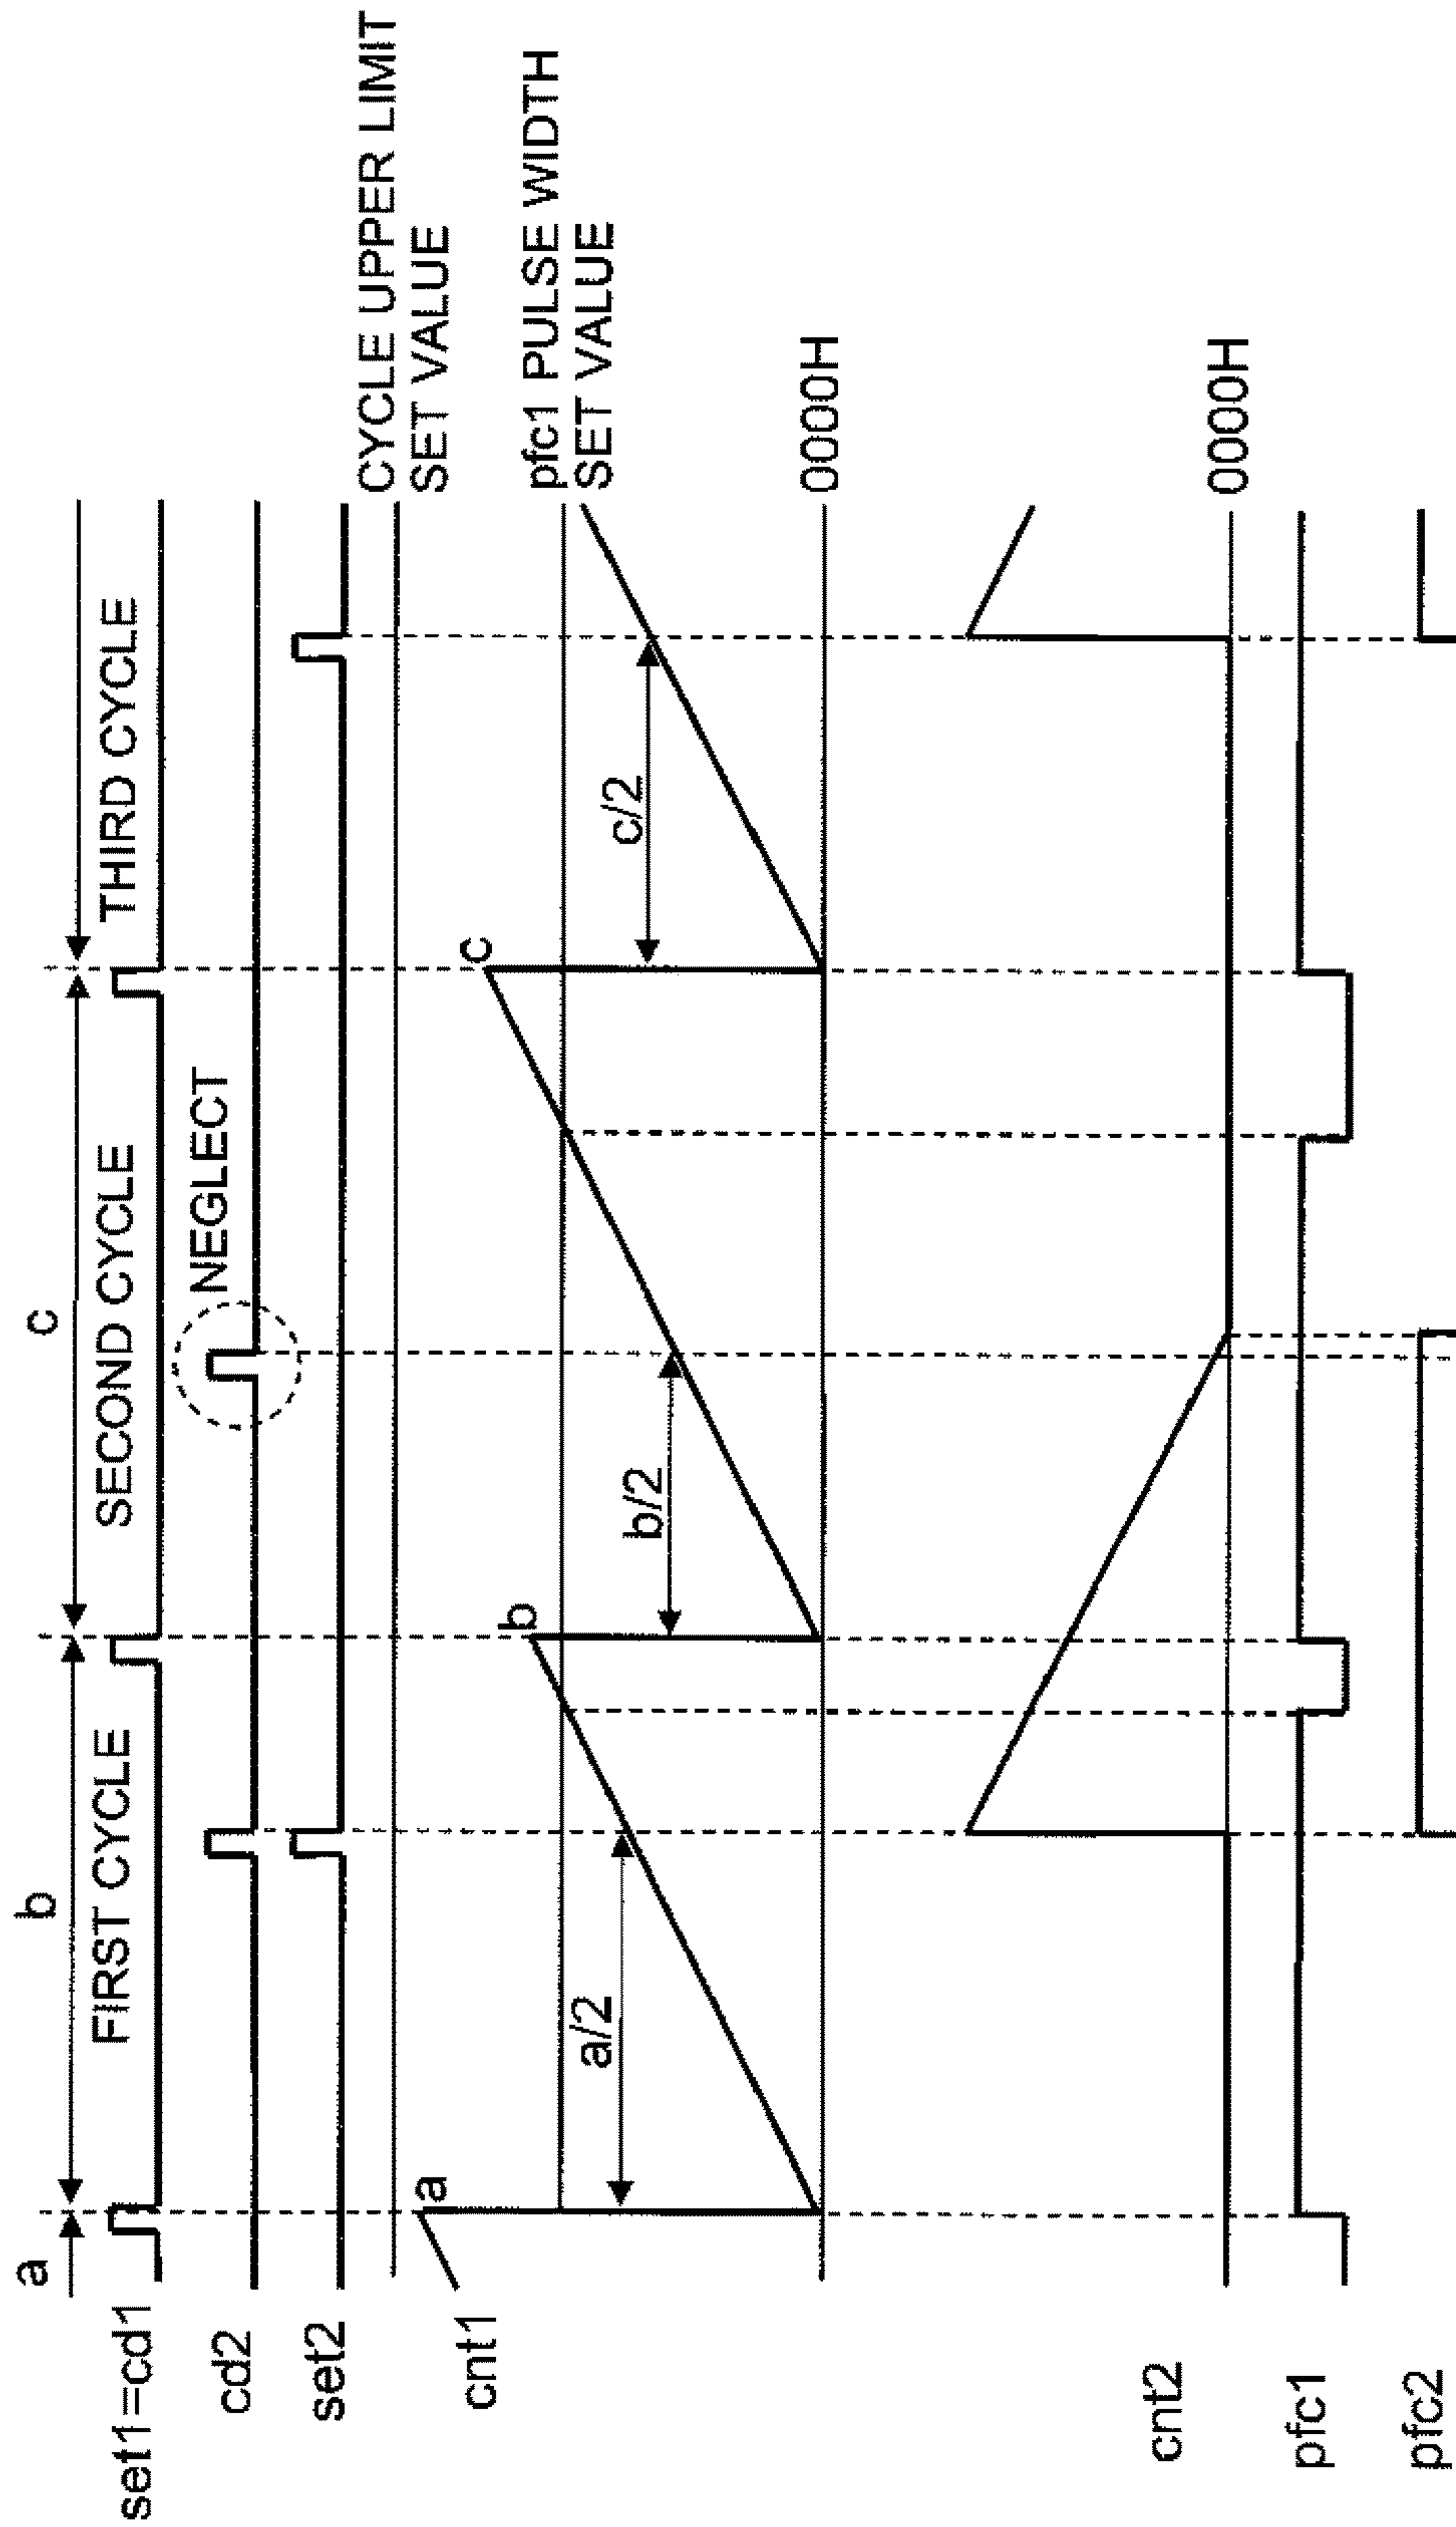 a
b
c
FIRST CYCLE
SECOND CYCLE
THIRD CYCLE
set1=cd1
NEGLECT
cd2
set2
CYCLE UPPER LIMIT
SET VALUE
a
b
c
cnt1
pfc1 PULSE WIDTH
SET VALUE
a/2
b/2
c/2
0000H
cnt2
0000H
pfc1
pfc2